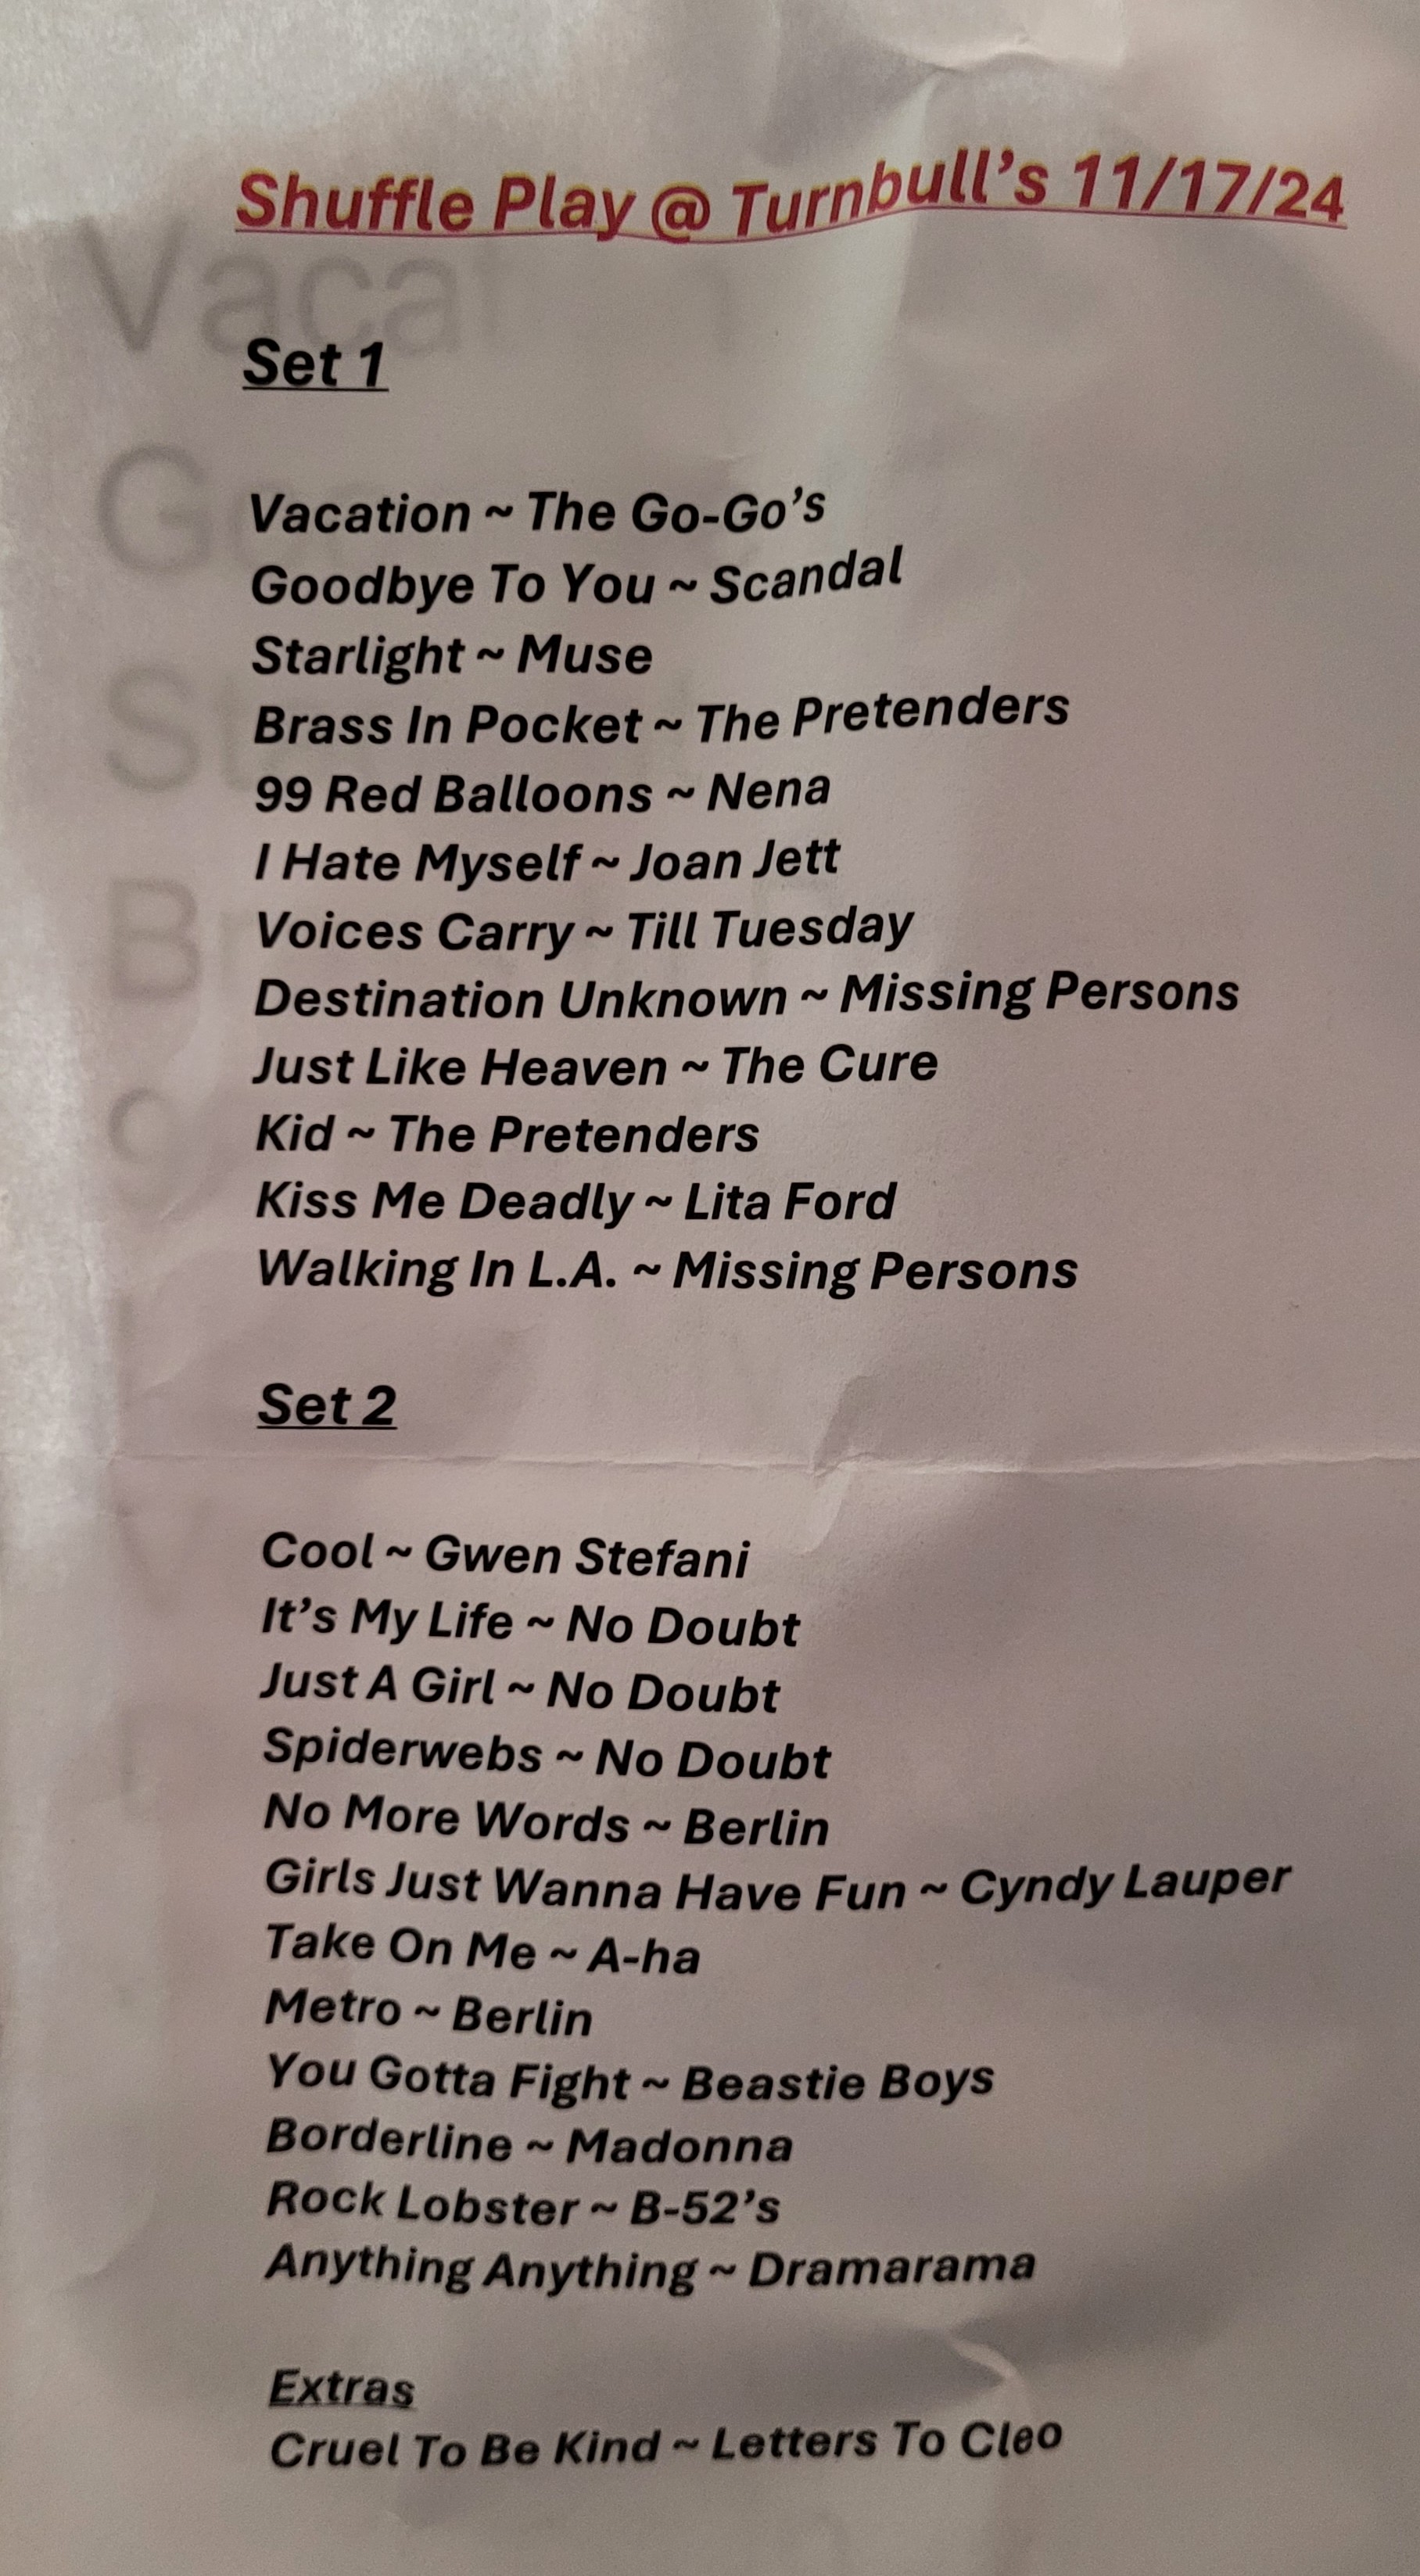 Shuffle Play @ Turnbull’s 11/17/24
Set 1
Vacation ~ The Go-Go’s
Goodbye To You ~ Scandal
Starlight ~ Muse
Brass In Pocket ~ The Pretenders
99 Red Balloons ~ Nena
I Hate Myself ~ Joan Jett
Voices Carry ~ Till Tuesday
Destination Unknown ~ Missing Persons
Just Like Heaven ~ The Cure
Kid ~ The Pretenders
Kiss Me Deadly ~ Lita Ford
Walking In L.A. ~ Missing Persons
Set 2
Cool ~ Gwen Stefani
It’s My Life ~ No Doubt
Just A Girl ~ No Doubt
Spiderwebs ~ No Doubt
No More Words ~ Berlin
Girls Just Wanna Have Fun ~ Cyndy Lauper
Take On Me ~ A-ha
Metro ~ Berlin
You Gotta Fight ~ Beastie Boys
Borderline ~ Madonna
Rock Lobster ~ B-52’s
Anything Anything ~ Dramarama
Extras
Cruel To Be Kind ~ Letters To Cleo